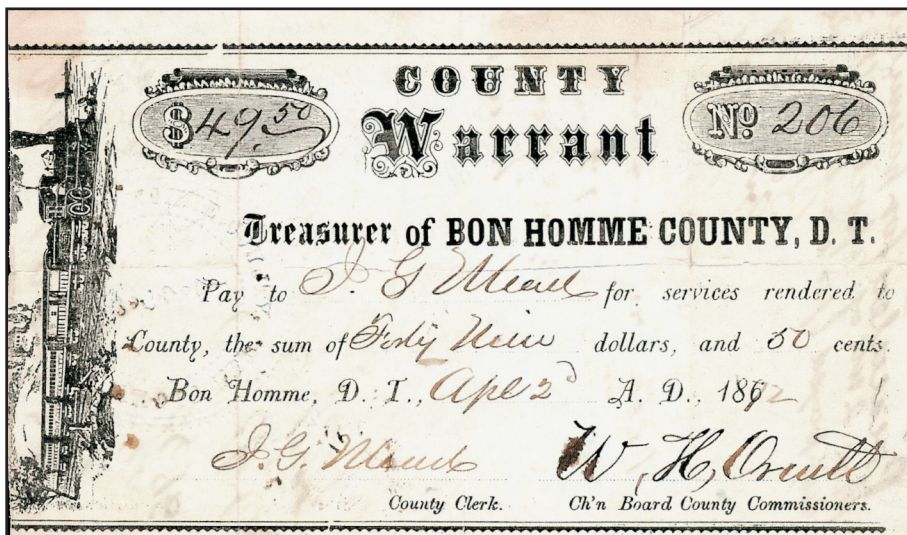 COUNTY
$49.50
Warrant
No 206
Treasurer of BON HOMME COUNTY, D. T.
Pay to J. G. Mead for services rendered to
County, the sum of Forty Nine dollars, and 50 cents.
Bon Homme, D. T., Apl 2d A. D., 1862
J. G. Mead W. H.
County Clerk. Ch'n Board County Commissioners.